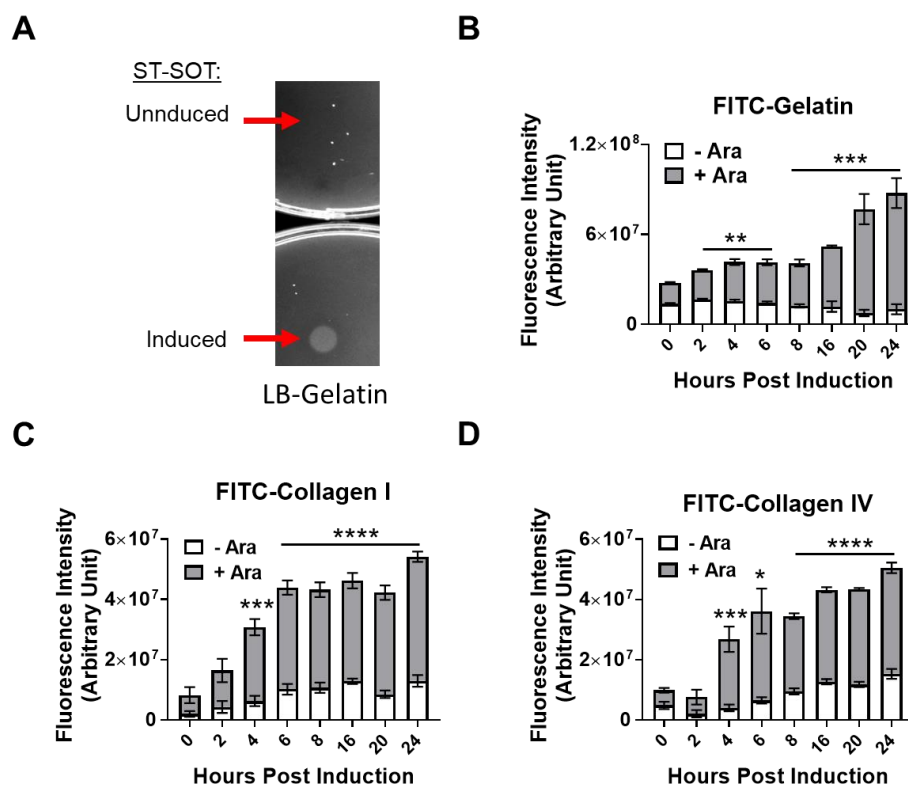 A
ST-SOT:
Unnduced
Induced
LB-Gelatin
B
FITC-Gelatin
Fluorescence Intensity
(Arbitrary Unit)
1.2×10⁸
6×10⁷
0
- Ara
+ Ara
**
***
0 2 4 6 8 16 20 24
Hours Post Induction
C
FITC-Collagen I
Fluorescence Intensity
(Arbitrary Unit)
6×10⁷
4×10⁷
2×10⁷
0
- Ara
+ Ara
***
****
0 2 4 6 8 16 20 24
Hours Post Induction
D
FITC-Collagen IV
Fluorescence Intensity
(Arbitrary Unit)
6×10⁷
4×10⁷
2×10⁷
0
- Ara
+ Ara
***
*
****
0 2 4 6 8 16 20 24
Hours Post Induction